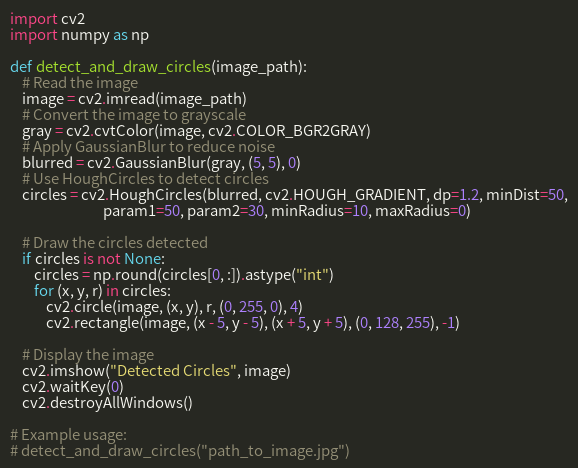 import cv2
import numpy as np

def detect_and_draw_circles(image_path):
    # Read the image
    image = cv2.imread(image_path)
    # Convert the image to grayscale
    gray = cv2.cvtColor(image, cv2.COLOR_BGR2GRAY)
    # Apply GaussianBlur to reduce noise
    blurred = cv2.GaussianBlur(gray, (5, 5), 0)
    # Use HoughCircles to detect circles
    circles = cv2.HoughCircles(blurred, cv2.HOUGH_GRADIENT, dp=1.2, minDist=50,
                               param1=50, param2=30, minRadius=10, maxRadius=0)

    # Draw the circles detected
    if circles is not None:
        circles = np.round(circles[0, :]).astype("int")
        for (x, y, r) in circles:
            cv2.circle(image, (x, y), r, (0, 255, 0), 4)
            cv2.rectangle(image, (x - 5, y - 5), (x + 5, y + 5), (0, 128, 255), -1)

    # Display the image
    cv2.imshow("Detected Circles", image)
    cv2.waitKey(0)
    cv2.destroyAllWindows()

# Example usage:
# detect_and_draw_circles("path_to_image.jpg")